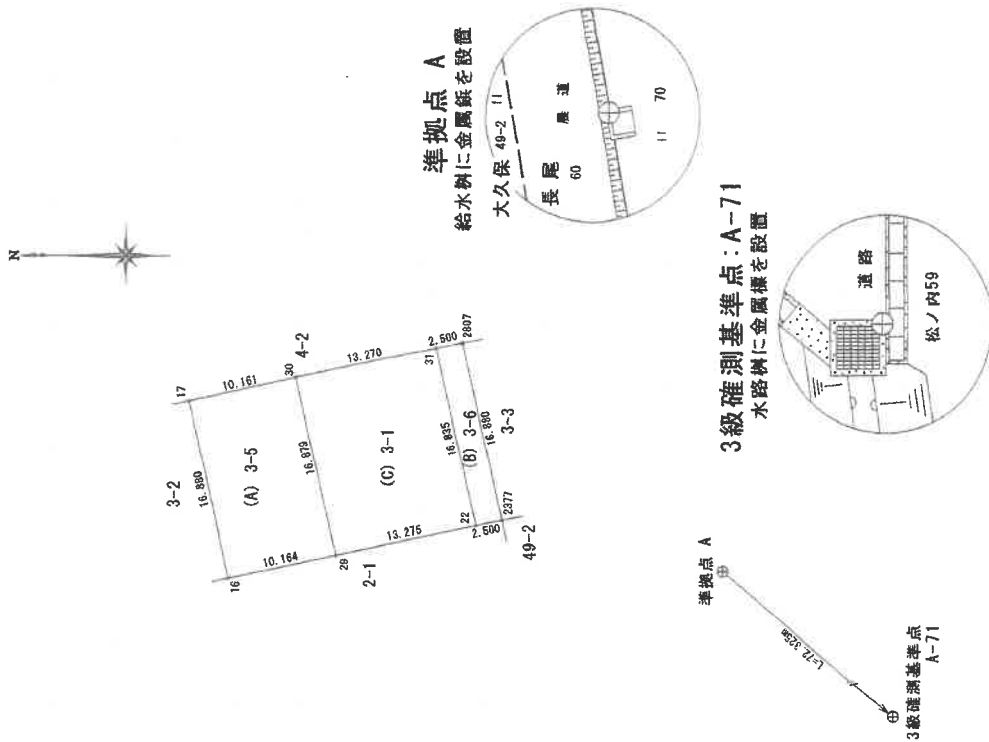 N
準拠点 A
給水桝に金属鋲を設置
大久保 49-2 II
長尾
60
農道
II 70
17
3-2
10.161
30
4-2
16.880
(A) 3-5
16.879
13.270
16
10.164
(C) 3-1
31
2.500
2807
29
2-1
16.835
(B) 3-6
16.880
3-3
13.275
22
2.500
2377
49-2
3級確測基準点:A-71
水路桝に金属標を設置
道路
松ノ内59
準拠点 A
L=72.325m
3級確測基準点
A-71